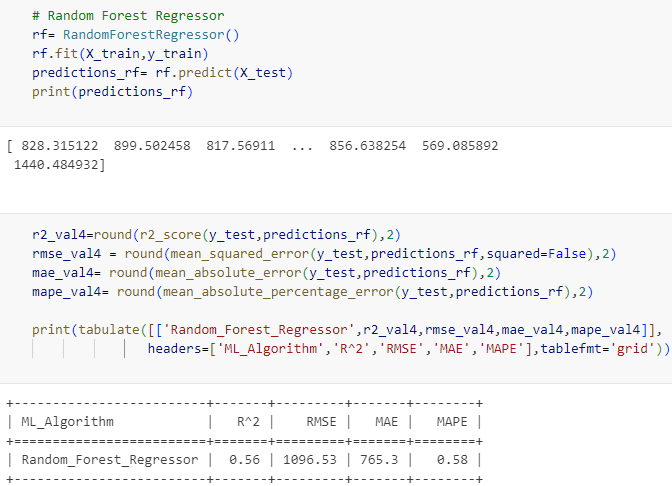 # Random Forest Regressor
rf= RandomForestRegressor()
rf.fit(X_train,y_train)
predictions_rf= rf.predict(X_test)
print(predictions_rf)
[ 828.315122  899.502458  817.56911  ...  856.638254  569.085892
 1440.484932]
r2_val4=round(r2_score(y_test,predictions_rf),2)
rmse_val4 = round(mean_squared_error(y_test,predictions_rf,squared=False),2)
mae_val4= round(mean_absolute_error(y_test,predictions_rf),2)
mape_val4= round(mean_absolute_percentage_error(y_test,predictions_rf),2)
print(tabulate([['Random_Forest_Regressor',r2_val4,rmse_val4,mae_val4,mape_val4]],
headers=['ML_Algorithm','R^2','RMSE','MAE','MAPE'],tablefmt='grid'))
+-------------------------+-------+---------+-------+--------+
| ML_Algorithm            |   R^2 |    RMSE |   MAE |   MAPE |
+=========================+=======+=========+=======+========+
| Random_Forest_Regressor |  0.56 | 1096.53 | 765.3 |   0.58 |
+-------------------------+-------+---------+-------+--------+